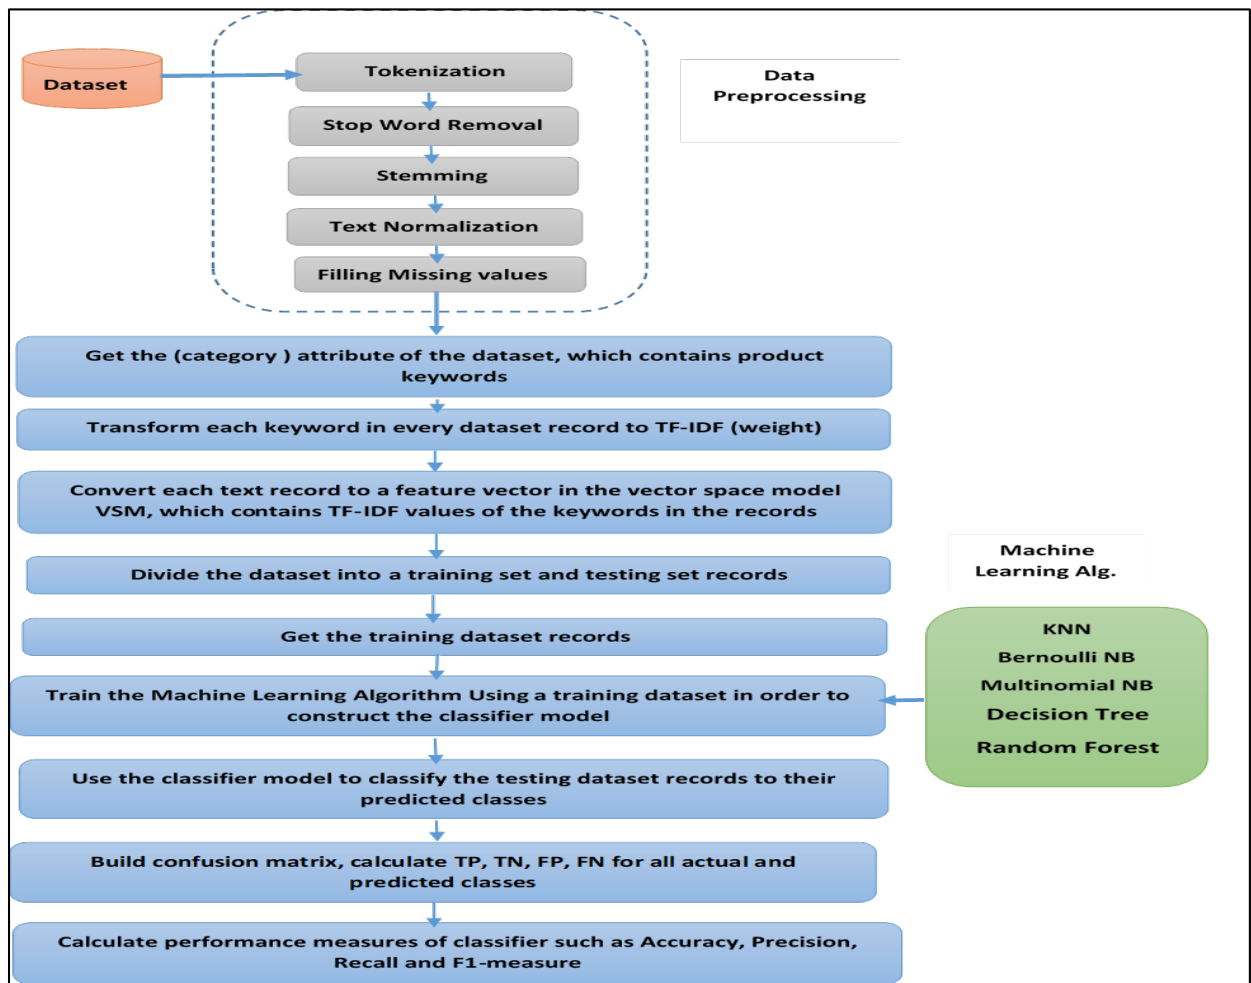 Dataset
Tokenization
Stop Word Removal
Stemming
Text Normalization
Filling Missing values
Data
Preprocessing
Get the (category ) attribute of the dataset, which contains product
keywords
Transform each keyword in every dataset record to TF-IDF (weight)
Convert each text record to a feature vector in the vector space model
VSM, which contains TF-IDF values of the keywords in the records
Divide the dataset into a training set and testing set records
Get the training dataset records
Train the Machine Learning Algorithm Using a training dataset in order to
construct the classifier model
Machine
Learning Alg.
KNN
Bernoulli NB
Multinomial NB
Decision Tree
Random Forest
Use the classifier model to classify the testing dataset records to their
predicted classes
Build confusion matrix, calculate TP, TN, FP, FN for all actual and
predicted classes
Calculate performance measures of classifier such as Accuracy, Precision,
Recall and F1-measure